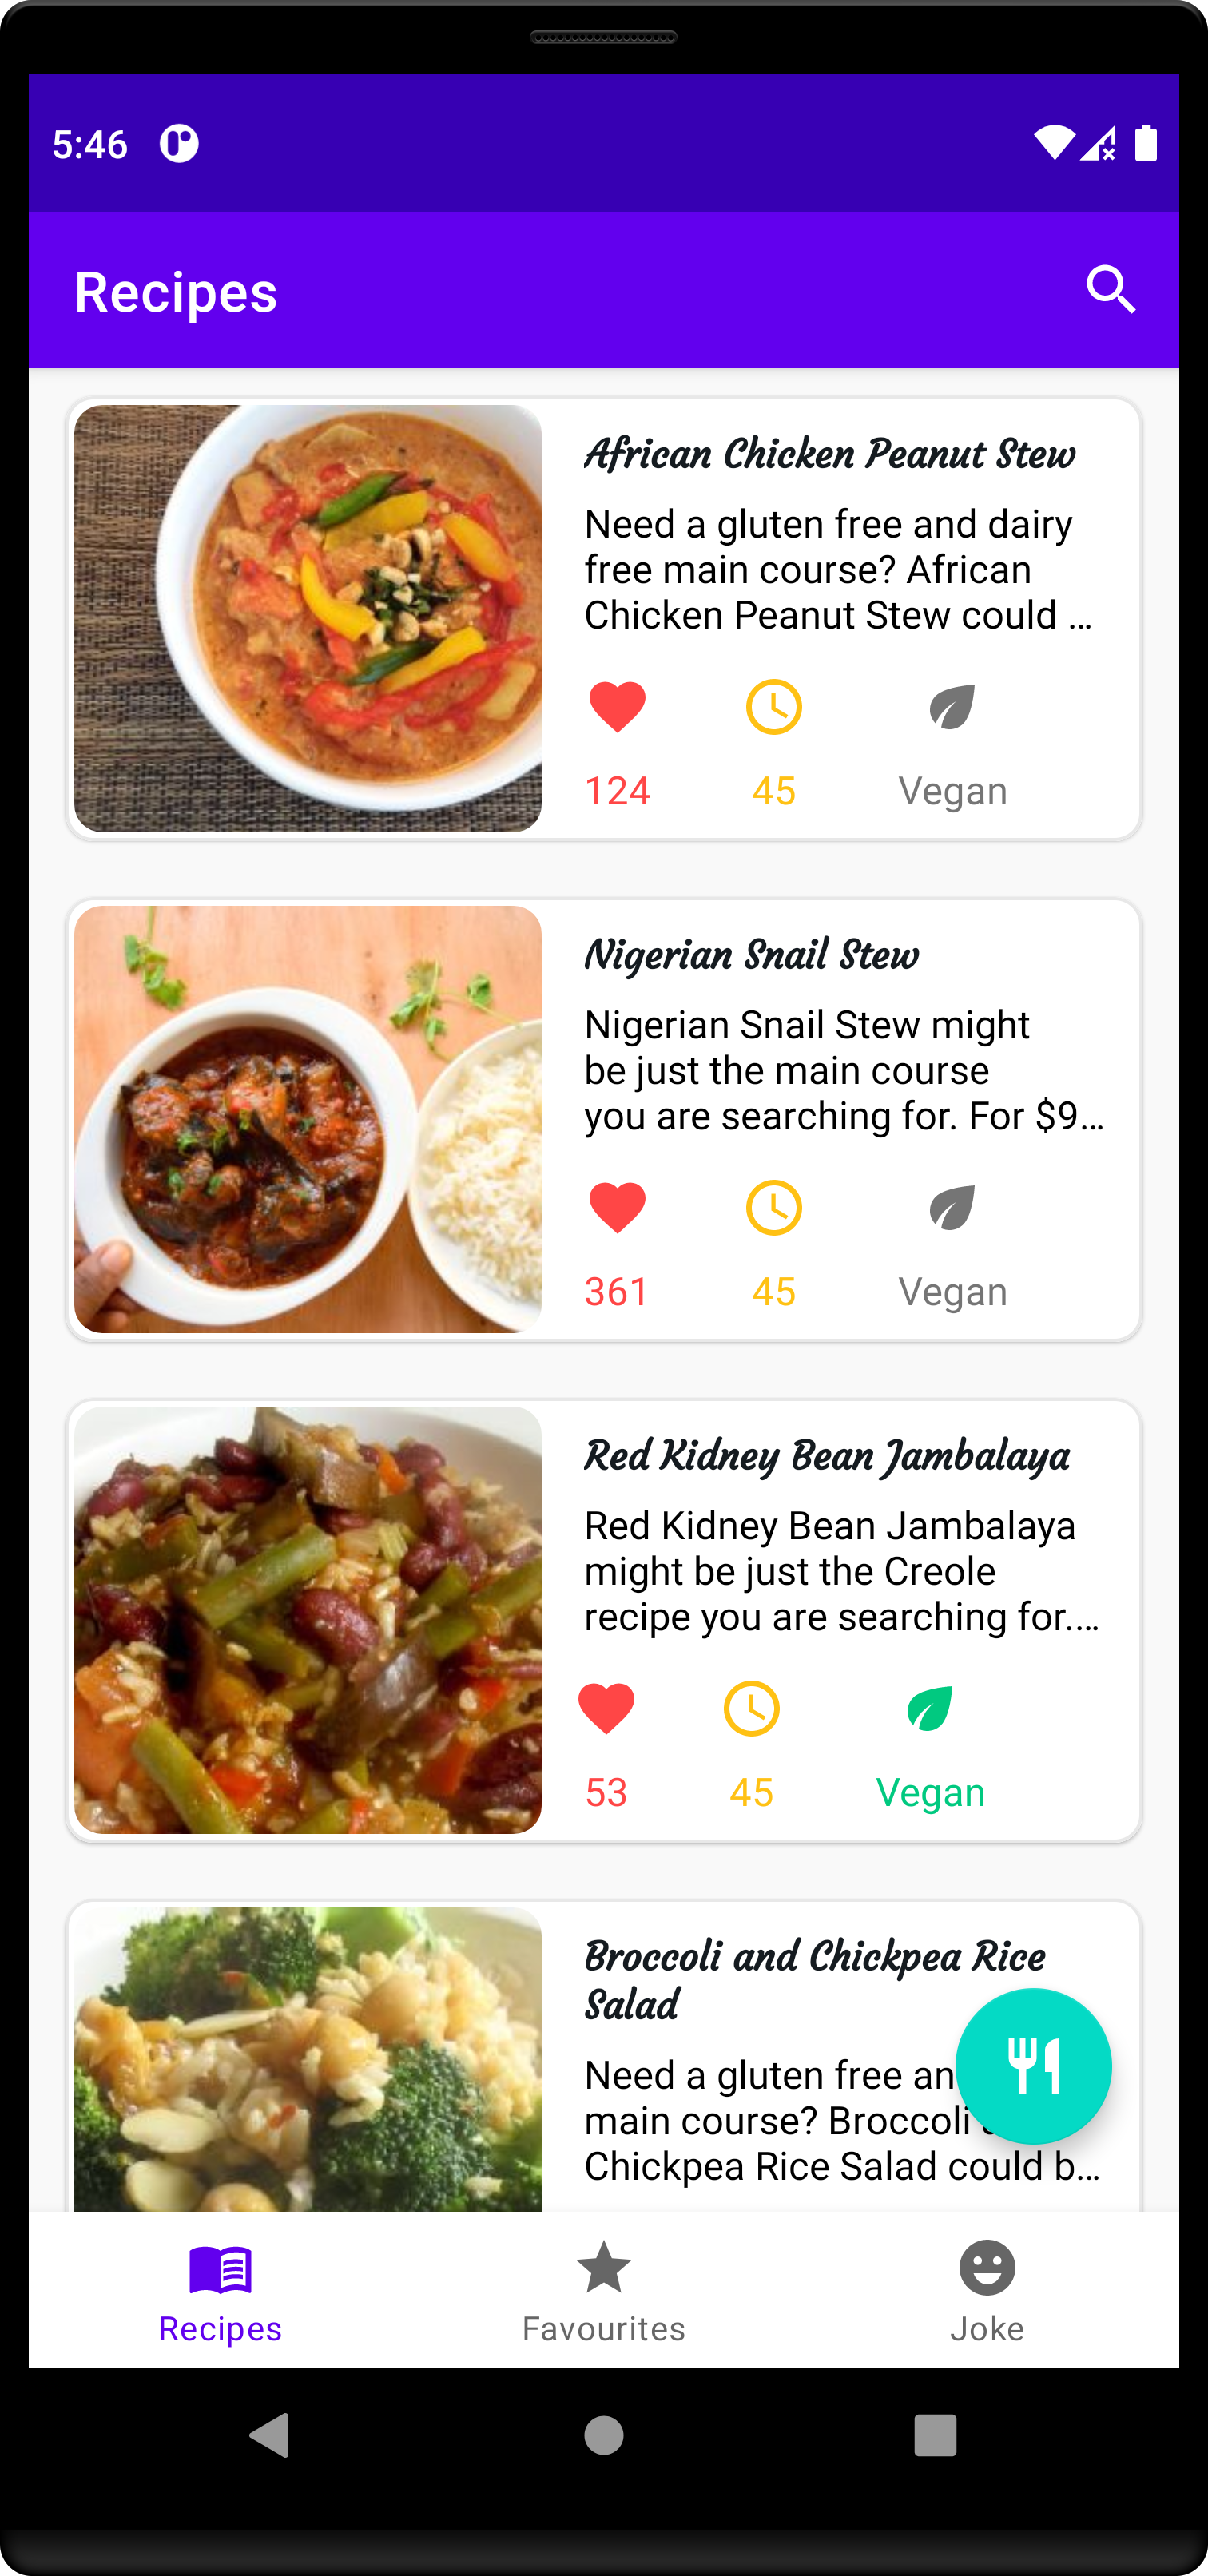 5:46
Recipes
African Chicken Peanut Stew
Need a gluten free and dairy
free main course? African
Chicken Peanut Stew could ...
124 45 Vegan
Nigerian Snail Stew
Nigerian Snail Stew might
be just the main course
you are searching for. For $9...
361 45 Vegan
Red Kidney Bean Jambalaya
Red Kidney Bean Jambalaya
might be just the Creole
recipe you are searching for....
53 45 Vegan
Broccoli and Chickpea Rice
Salad
Need a gluten free an
main course? Broccoli
Chickpea Rice Salad could b...
Recipes Favourites Joke